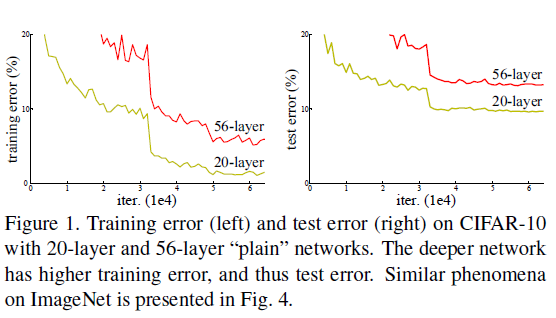 20
10
0
0 1 2 3 4 5 6
training error (%)
iter. (1e4)
56-layer
20-layer
20
10
0
0 1 2 3 4 5 6
test error (%)
iter. (1e4)
56-layer
20-layer
Figure 1. Training error (left) and test error (right) on CIFAR-10
with 20-layer and 56-layer “plain” networks. The deeper network
has higher training error, and thus test error. Similar phenomena
on ImageNet is presented in Fig. 4.